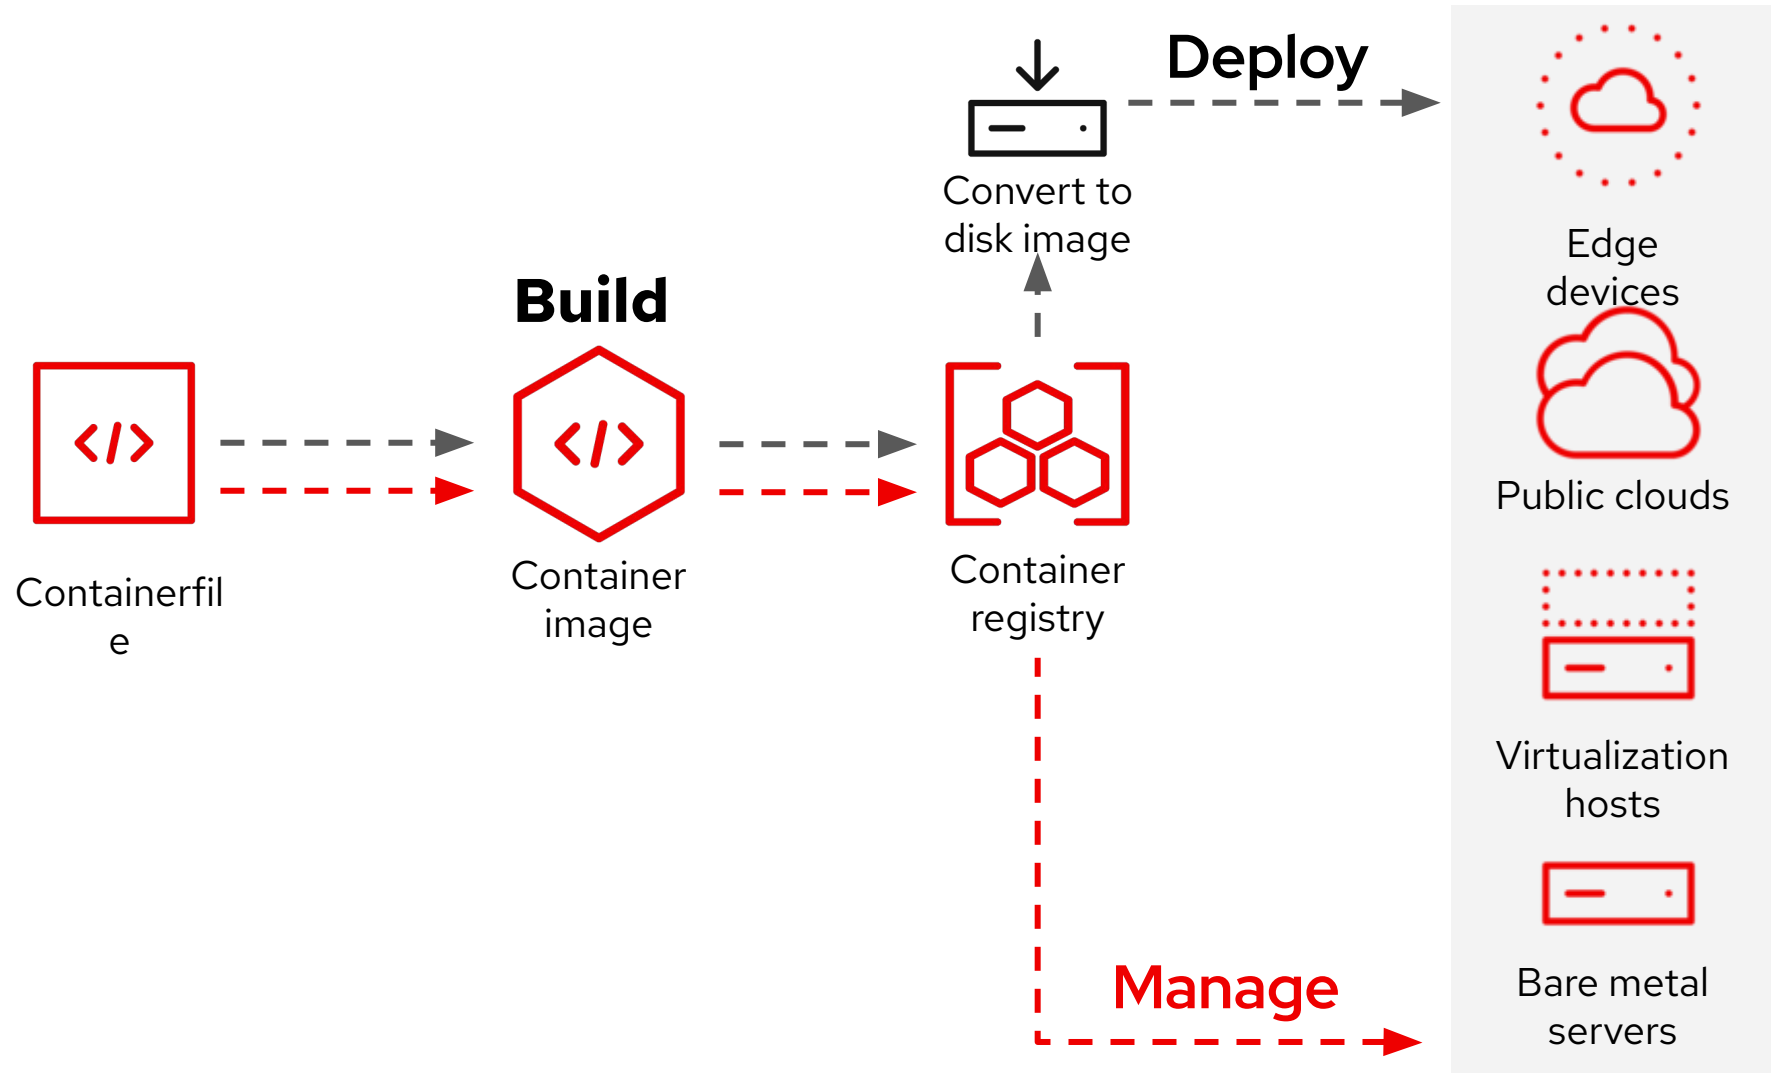 Deploy
Convert to
disk image
Build
</>
</>
Containerfil
e
Container
image
Container
registry
Manage
Edge
devices
Public clouds
Virtualization
hosts
Bare metal
servers